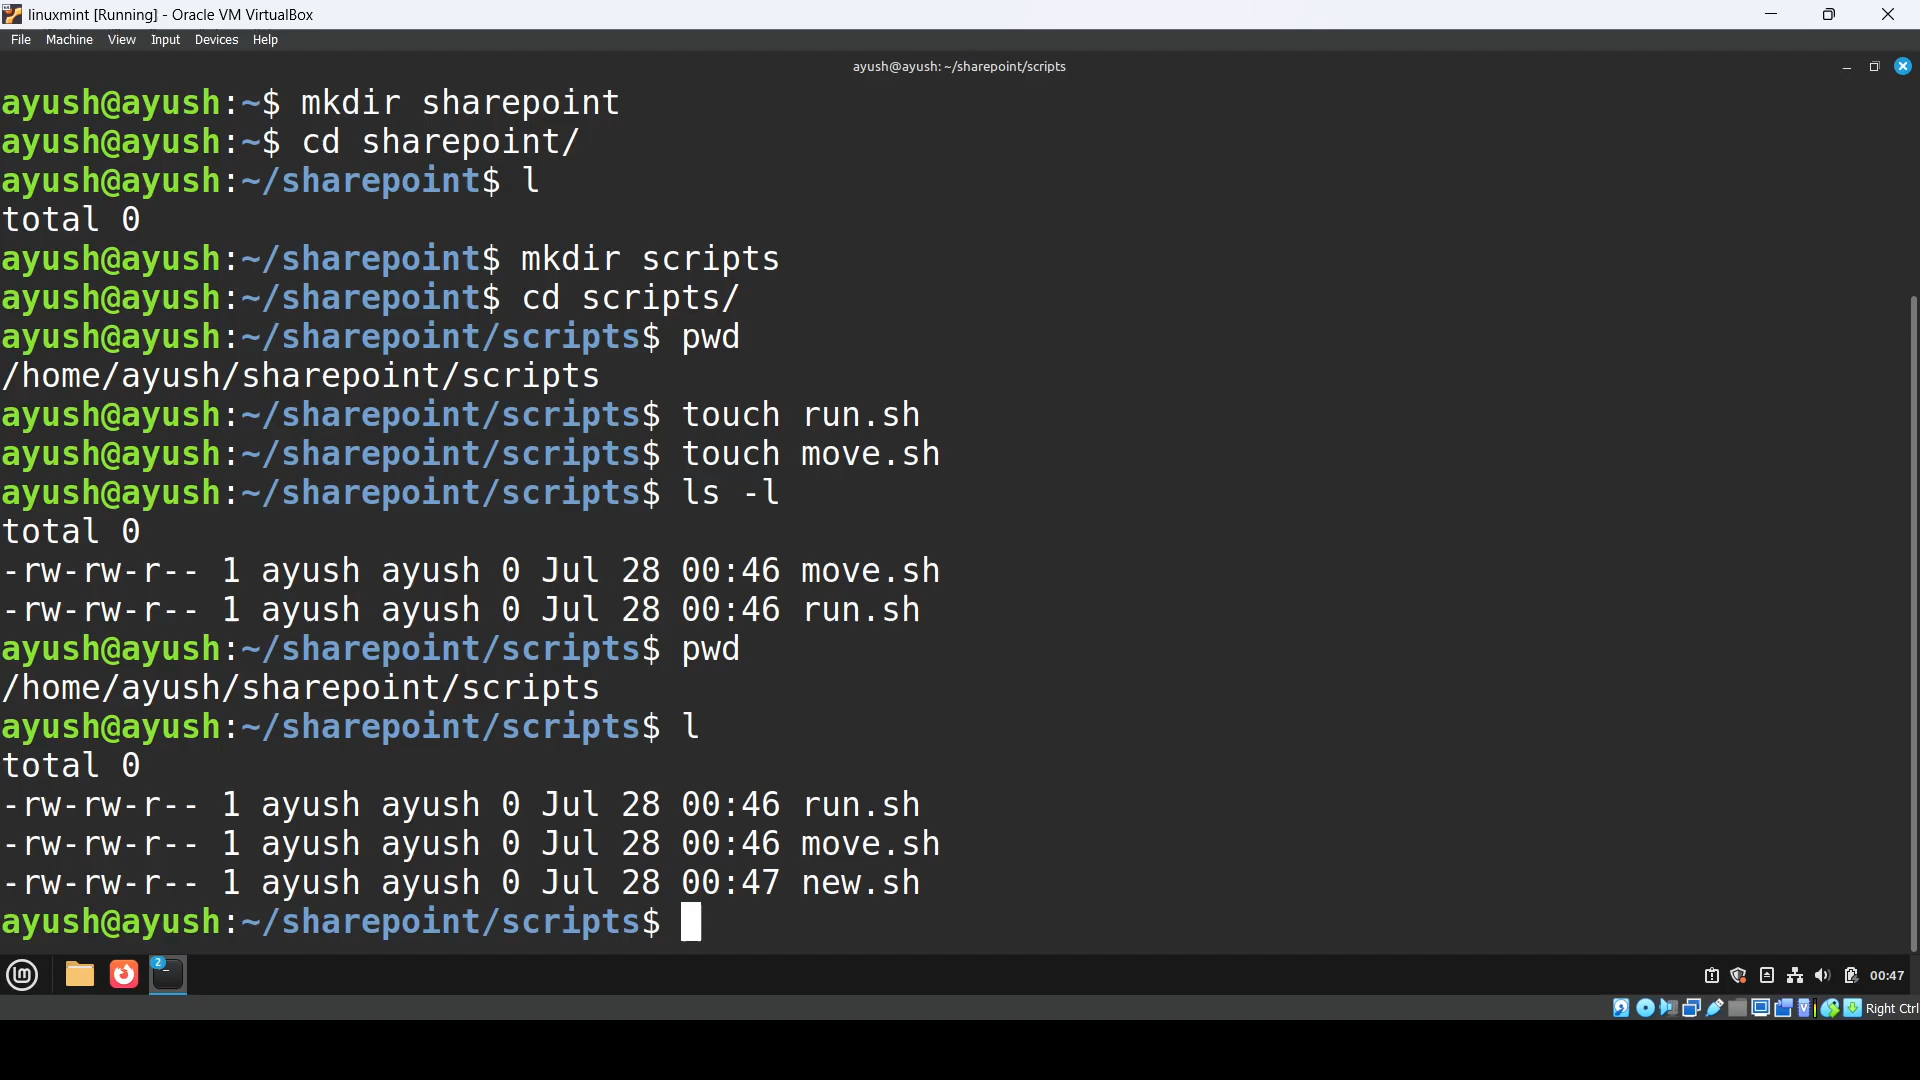 linuxmint [Running] - Oracle VM VirtualBox
File Machine View Input Devices Help
ayush@ayush: ~/sharepoint/scripts
ayush@ayush:~$ mkdir sharepoint
ayush@ayush:~$ cd sharepoint/
ayush@ayush:~/sharepoint$ l
total 0
ayush@ayush:~/sharepoint$ mkdir scripts
ayush@ayush:~/sharepoint$ cd scripts/
ayush@ayush:~/sharepoint/scripts$ pwd
/home/ayush/sharepoint/scripts
ayush@ayush:~/sharepoint/scripts$ touch run.sh
ayush@ayush:~/sharepoint/scripts$ touch move.sh
ayush@ayush:~/sharepoint/scripts$ ls -l
total 0
-rw-rw-r-- 1 ayush ayush 0 Jul 28 00:46 move.sh
-rw-rw-r-- 1 ayush ayush 0 Jul 28 00:46 run.sh
ayush@ayush:~/sharepoint/scripts$ pwd
/home/ayush/sharepoint/scripts
ayush@ayush:~/sharepoint/scripts$ l
total 0
-rw-rw-r-- 1 ayush ayush 0 Jul 28 00:46 run.sh
-rw-rw-r-- 1 ayush ayush 0 Jul 28 00:46 move.sh
-rw-rw-r-- 1 ayush ayush 0 Jul 28 00:47 new.sh
ayush@ayush:~/sharepoint/scripts$
2
00:47
Right Ctrl